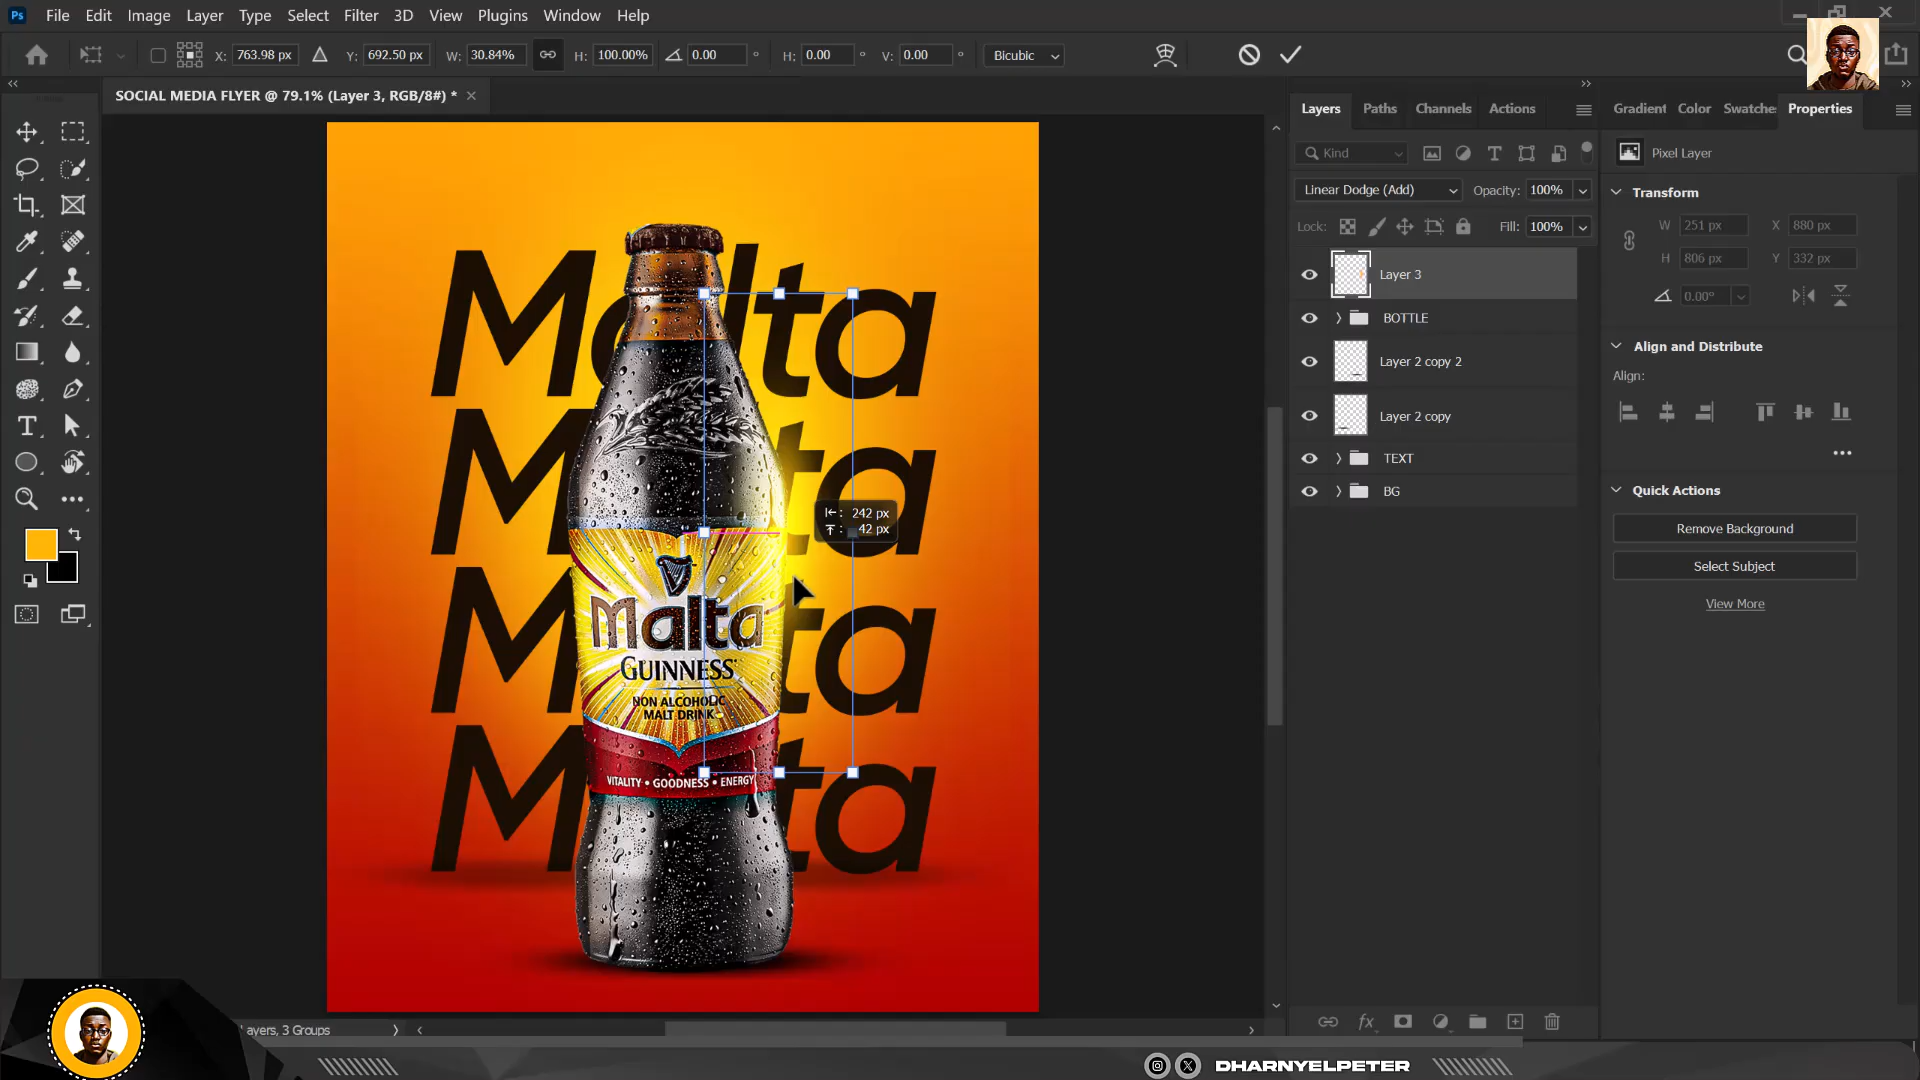 Ps File Edit Image Layer Type Select Filter 3D View Plugins Window Help
X: 763.98 px Y: 692.50 px W: 30.84% H: 100.00% 0.00 ° H: 0.00 ° V: 0.00 ° Bicubic
SOCIAL MEDIA FLYER @ 79.1% (Layer 3, RGB/8#) *
Malta
Malta
Malta
Malta
Malta
GUINNESS
NON ALCOHOLIC
MALT DRINK
VITALITY • GOODNESS • ENERGY
242 px
42 px
Layers Paths Channels Actions
Kind
Linear Dodge (Add) Opacity: 100%
Lock: Fill: 100%
Layer 3
BOTTLE
Layer 2 copy 2
Layer 2 copy
TEXT
BG
Gradient Color Swatche Properties
Pixel Layer
Transform
W 251 px X 880 px
H 806 px Y 332 px
0.00°
Align and Distribute
Align:
Quick Actions
Remove Background
Select Subject
View More
ayers, 3 Groups
DHARNYELPETER